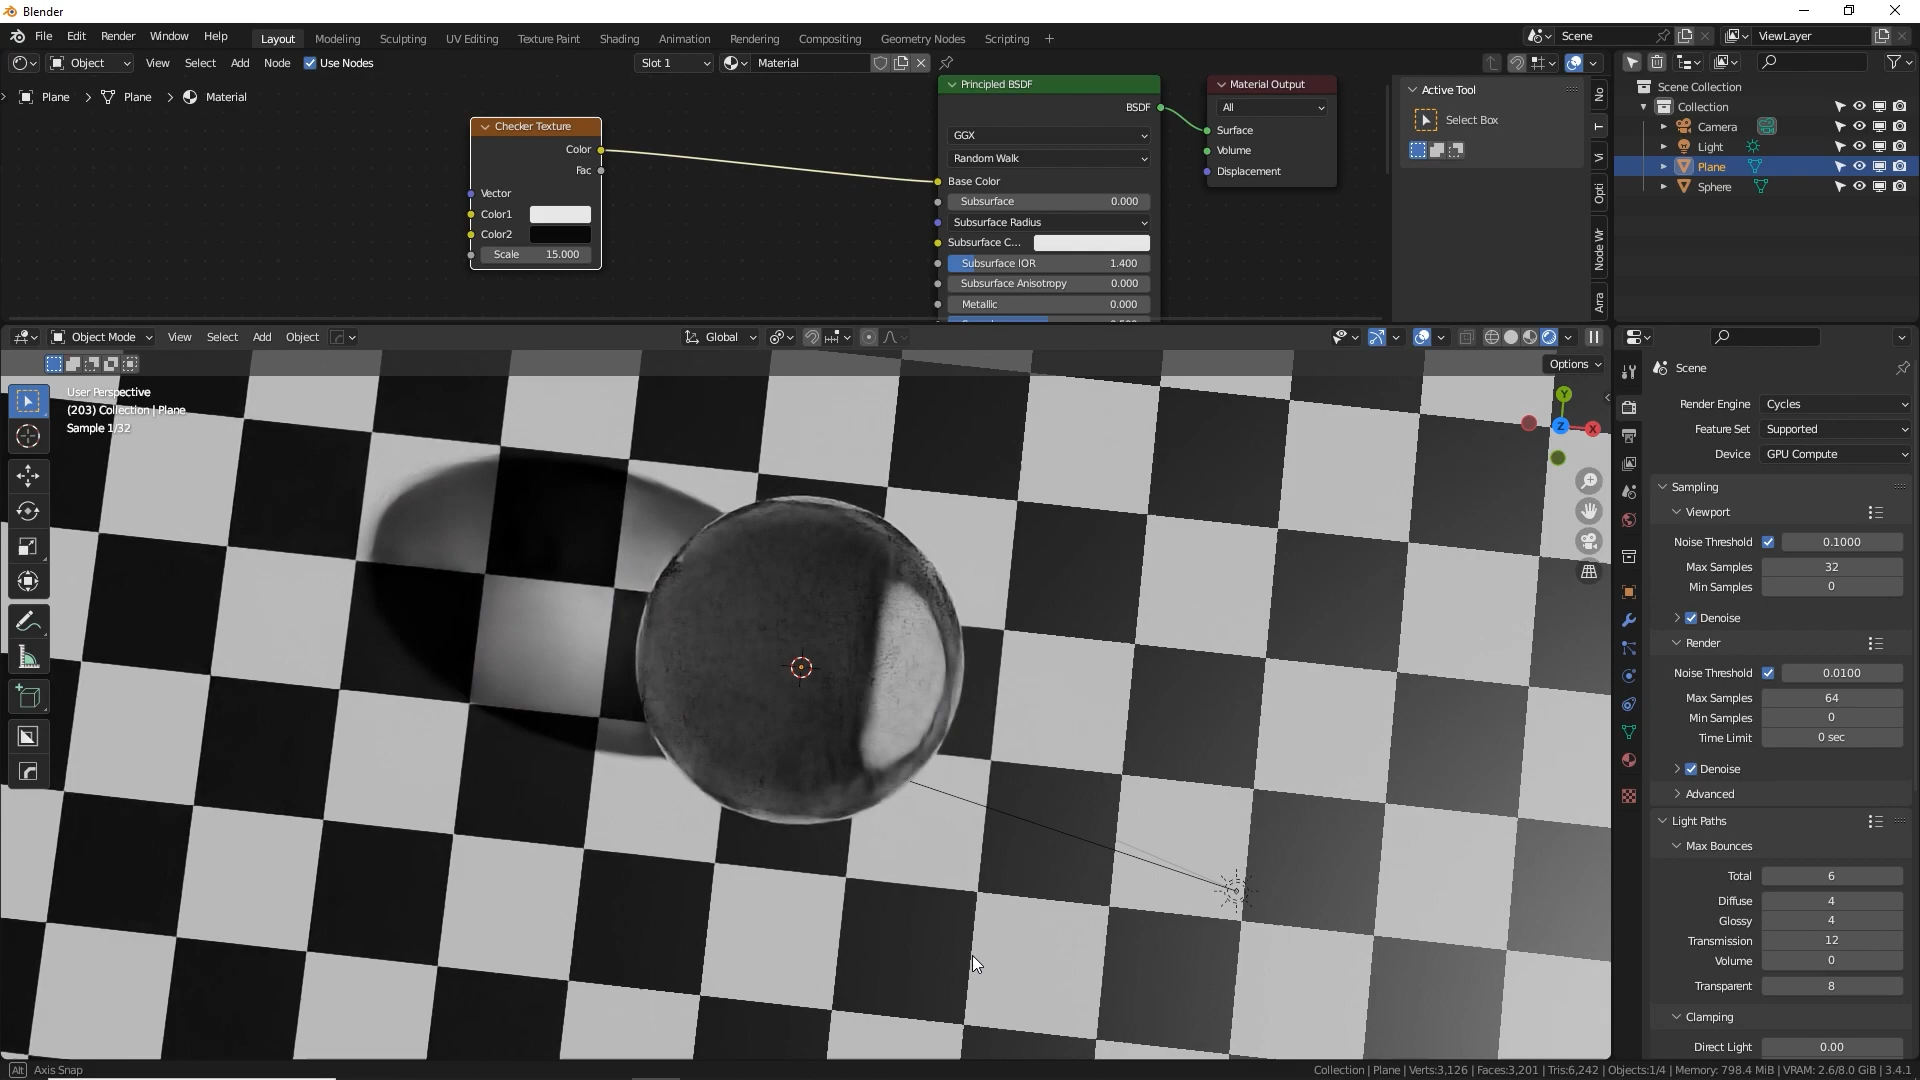 Blender
File Edit Render Window Help
Layout Modeling Sculpting UV Editing Texture Paint Shading Animation Rendering Compositing Geometry Nodes Scripting +
Scene
ViewLayer
Object View Select Add Node Use Nodes
Slot 1
Material
Plane > Plane > Material
Checker Texture
Color
Fac
Vector
Color1
Color2
Scale 15.000
Principled BSDF
BSDF
GGX
Random Walk
Base Color
Subsurface 0.000
Subsurface Radius
Subsurface C...
Subsurface IOR 1.400
Subsurface Anisotropy 0.000
Metallic 0.000
Material Output
All
Surface
Volume
Displacement
Active Tool
Select Box
No
T
Vi
Opti
Node Wr
Arra
Scene Collection
Collection
Camera
Light
Plane
Sphere
Object Mode View Select Add Object
Global
Options
User Perspective
(203) Collection | Plane
Sample 1/32
Y
Z
X
Scene
Render Engine Cycles
Feature Set Supported
Device GPU Compute
Sampling
Viewport
Noise Threshold 0.1000
Max Samples 32
Min Samples 0
Denoise
Render
Noise Threshold 0.0100
Max Samples 64
Min Samples 0
Time Limit 0 sec
Denoise
Advanced
Light Paths
Max Bounces
Total 6
Diffuse 4
Glossy 4
Transmission 12
Volume 0
Transparent 8
Clamping
Direct Light 0.00
Alt Axis Snap
Collection | Plane | Verts:3,126 | Faces:3,201 | Tris:6,242 | Objects:1/4 | Memory: 798.4 MiB | VRAM: 2.6/8.0 GiB | 3.4.1